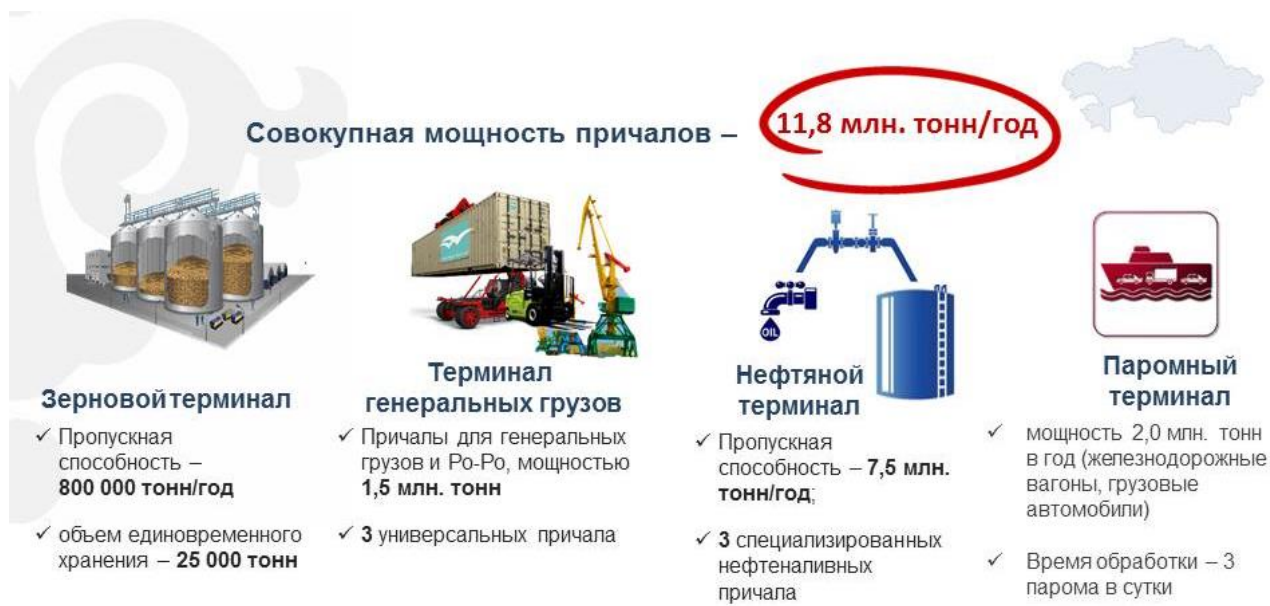 Совокупная мощность причалов –
11,8 млн. тонн/год
Зерновой терминал
✓ Пропускная
способность –
800 000 тонн/год
✓ объем единовременного
хранения – 25 000 тонн
Терминал
генеральных грузов
✓ Причалы для генеральных
грузов и Ро-Ро, мощностью
1,5 млн. тонн
✓ 3 универсальных причала
OIL
Нефтяной
терминал
✓ Пропускная
способность – 7,5 млн.
тонн/год;
✓ 3 специализированных
нефтеналивных
причала
Паромный
терминал
✓ мощность 2,0 млн. тонн
в год (железнодорожные
вагоны, грузовые
автомобили)
✓ Время обработки – 3
парома в сутки